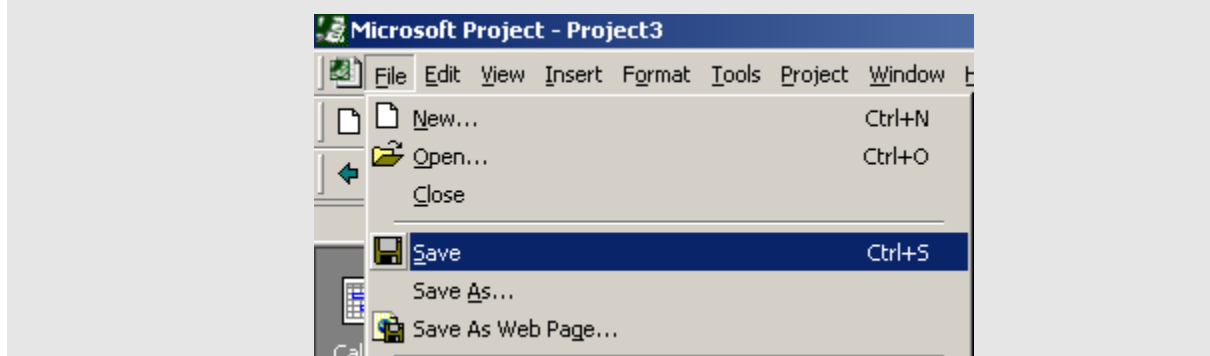 Microsoft Project - Project3
File Edit View Insert Format Tools Project Window
New... Ctrl+N
Open... Ctrl+O
Close
Save Ctrl+S
Save As...
Save As Web Page...